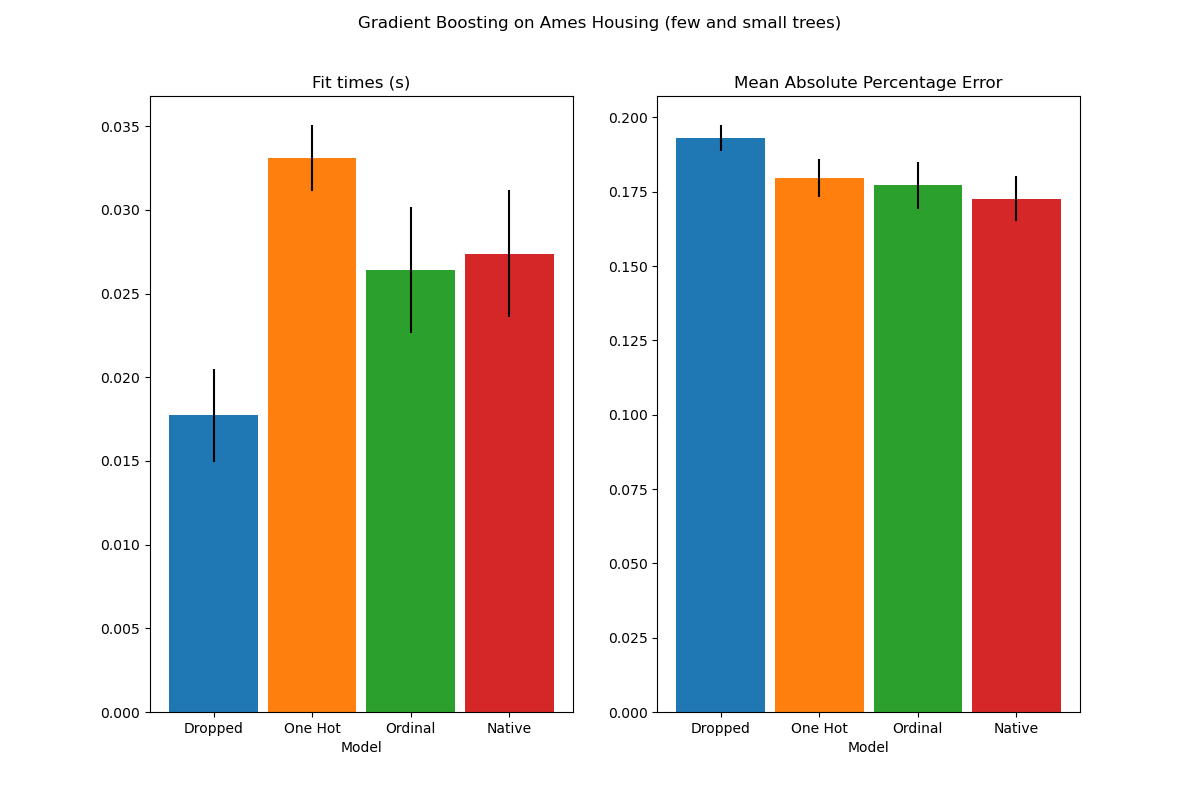 Gradient Boosting on Ames Housing (few and small trees)
Fit times (s)
0.035
0.030
0.025
0.020
0.015
0.010
0.005
0.000
Dropped One Hot Ordinal Native
Model
Mean Absolute Percentage Error
0.200
0.175
0.150
0.125
0.100
0.075
0.050
0.025
0.000
Dropped One Hot Ordinal Native
Model